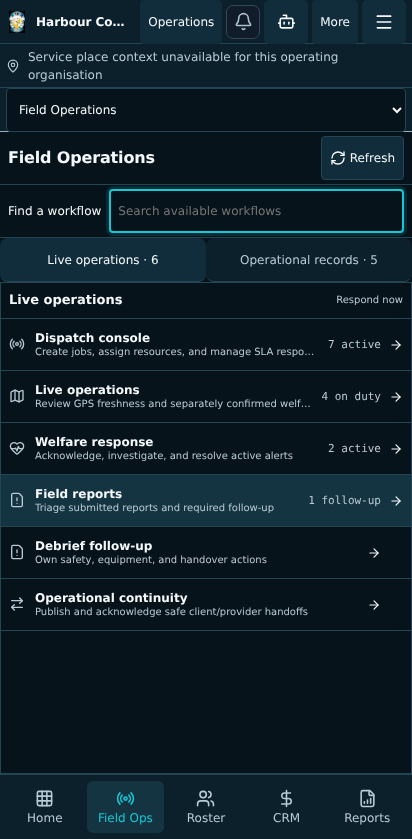 Harbour Co...
Operations
More
Service place context unavailable for this operating
organisation
Field Operations
Field Operations
Refresh
Find a workflow
Search available workflows
Live operations · 6
Operational records · 5
Live operations
Respond now
Dispatch console
Create jobs, assign resources, and manage SLA respo...
7 active
Live operations
Review GPS freshness and separately confirmed welf...
4 on duty
Welfare response
Acknowledge, investigate, and resolve active alerts
2 active
Field reports
Triage submitted reports and required follow-up
1 follow-up
Debrief follow-up
Own safety, equipment, and handover actions
Operational continuity
Publish and acknowledge safe client/provider handoffs
Home
Field Ops
Roster
CRM
Reports